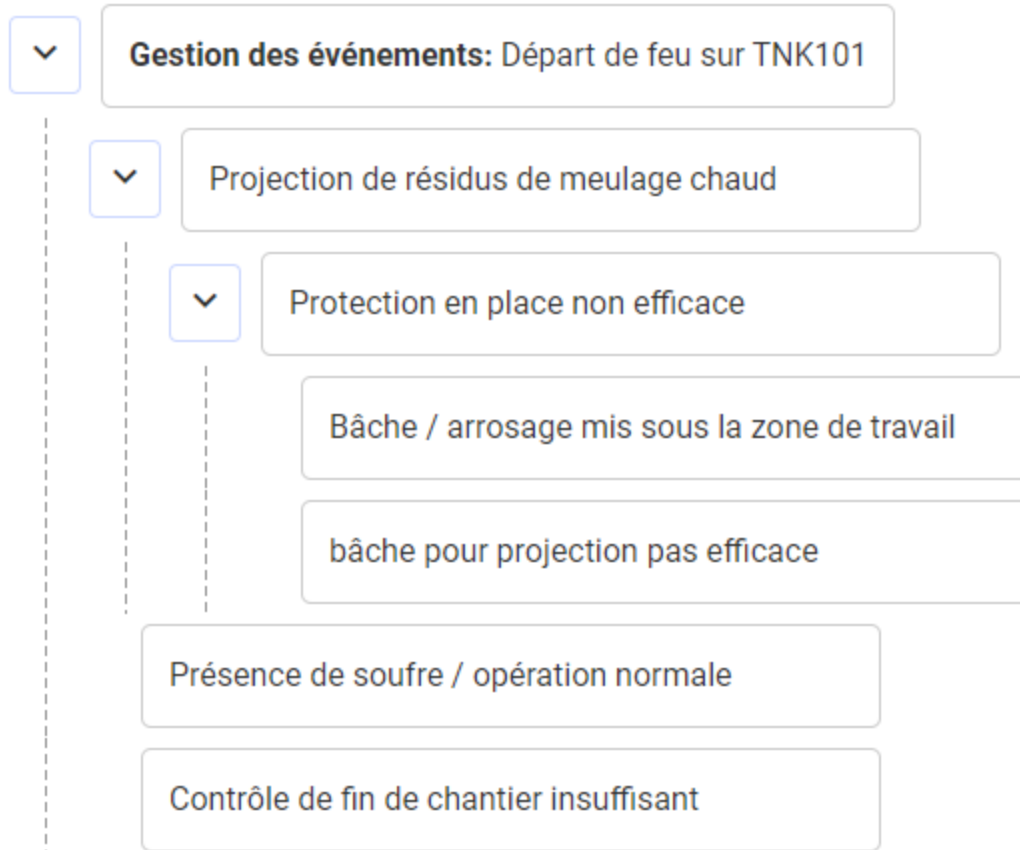 Gestion des événements: Départ de feu sur TNK101
Projection de résidus de meulage chaud
Protection en place non efficace
Bâche / arrosage mis sous la zone de travail
bâche pour projection pas efficace
Présence de soufre / opération normale
Contrôle de fin de chantier insuffisant